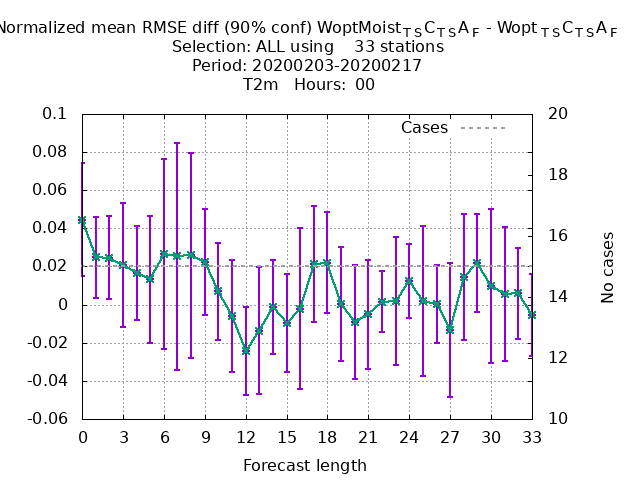 Normalized mean RMSE diff (90% conf) WoptMoist_TSC_TSA_F - Wopt_TSC_TSA_F
Selection: ALL using 33 stations
Period: 20200203-20200217
T2m Hours: 00
0.1 20
Cases
0.08
18
0.06
0.04
16
0.02
0
14
-0.02
12
-0.04
-0.06 10
0 3 6 9 12 15 18 21 24 27 30 33
Forecast length
No cases